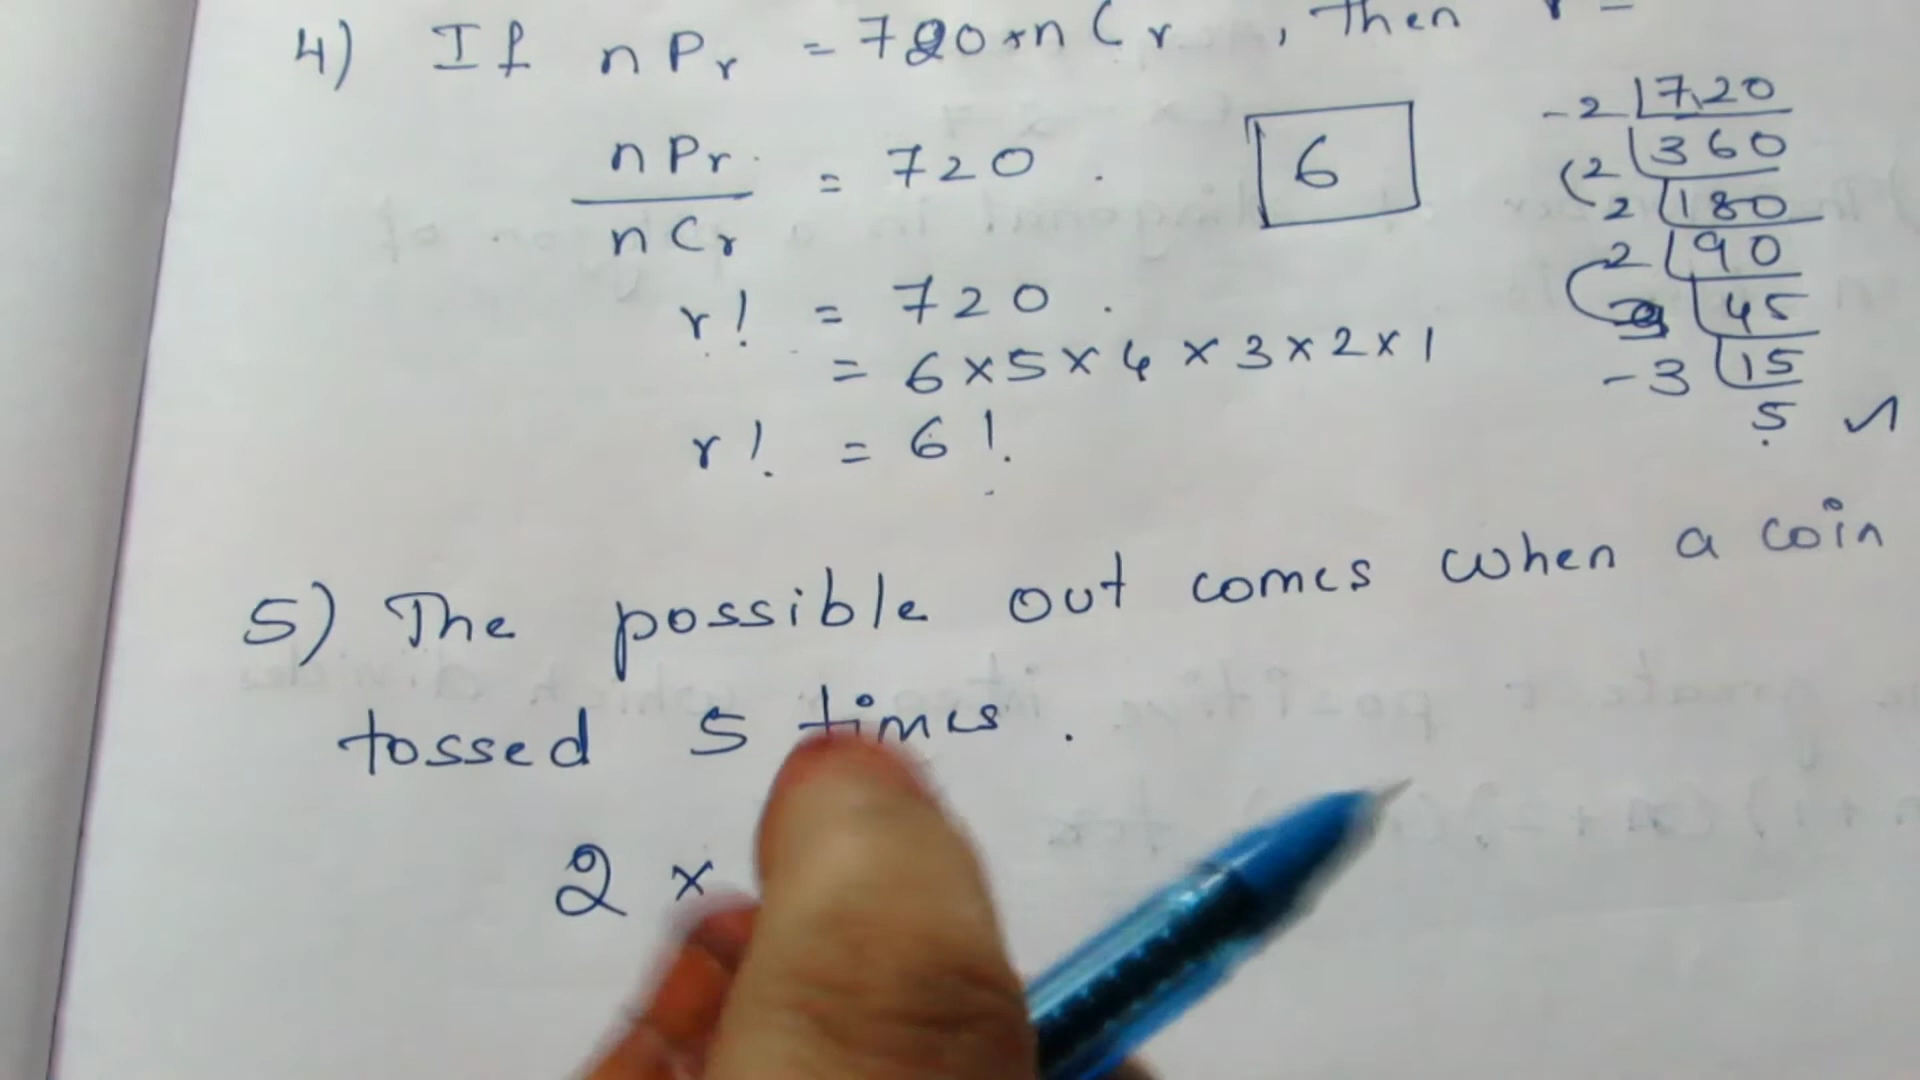 4) If nPr = 720 × nCr , Then r =
nPr
nCr
= 720 .
6
r! = 720 .
= 6 × 5 × 4 × 3 × 2 × 1
r! = 6!
2 720
2 360
2 180
2 90
45
3 15
5
5) The possible out comes when a coin
tossed 5 times .
2 ×